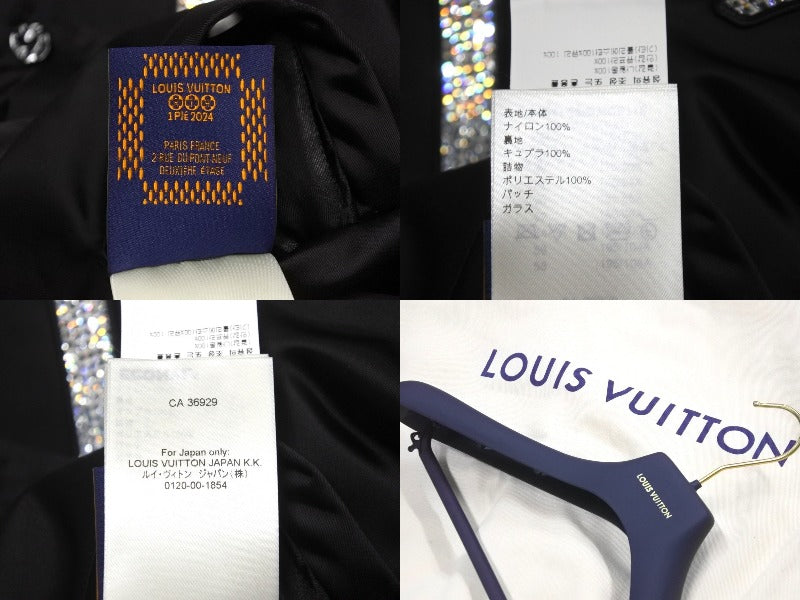 LOUIS VUITTON
1 PIÉ 2024
PARIS FRANCE
2 RUE DU PONT-NEUF
DEUXIÈME ÉTAGE
表地/本体
ナイロン100%
裏地
キュプラ100%
詰物
ポリエステル100%
パッチ
ガラス
CA 36929
For Japan only:
LOUIS VUITTON JAPAN K.K.
ルイ・ヴィトン ジャパン(株)
0120-00-1854
LOUIS VUITTON
LOUIS VUITTON